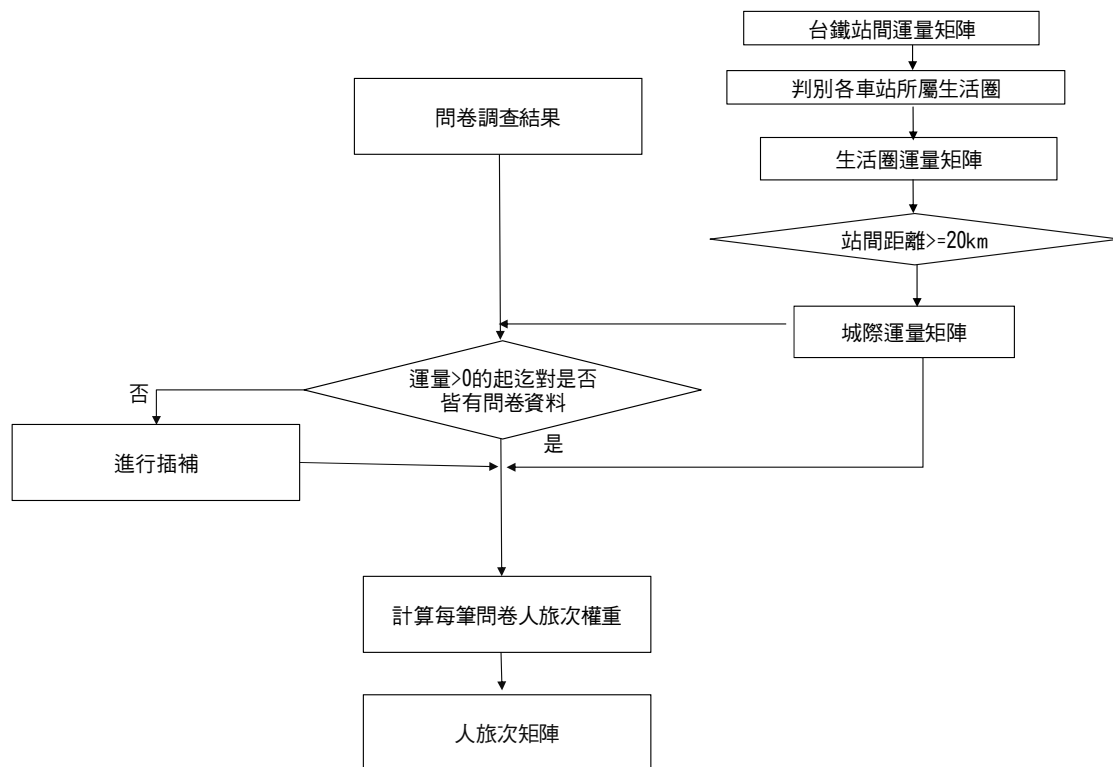 台鐵站間運量矩陣
判別各車站所屬生活圈
問卷調查結果
生活圈運量矩陣
站間距離>=20km
城際運量矩陣
運量>0的起迄對是否
皆有問卷資料
否
是
進行插補
計算每筆問卷人旅次權重
人旅次矩陣